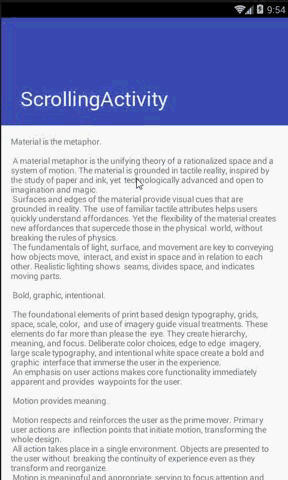 9:54
ScrollingActivity
Material is the metaphor.
A material metaphor is the unifying theory of a rationalized space and a
system of motion. The material is grounded in tactile reality, inspired by
the study of paper and ink, yet technologically advanced and open to
imagination and magic.
Surfaces and edges of the material provide visual cues that are
grounded in reality. The use of familiar tactile attributes helps users
quickly understand affordances. Yet the flexibility of the material creates
new affordances that supercede those in the physical world, without
breaking the rules of physics.
The fundamentals of light, surface, and movement are key to conveying
how objects move, interact, and exist in space and in relation to each
other. Realistic lighting shows seams, divides space, and indicates
moving parts.
Bold, graphic, intentional.
The foundational elements of print based design typography, grids,
space, scale, color, and use of imagery guide visual treatments. These
elements do far more than please the eye. They create hierarchy,
meaning, and focus. Deliberate color choices, edge to edge imagery,
large scale typography, and intentional white space create a bold and
graphic interface that immerse the user in the experience.
An emphasis on user actions makes core functionality immediately
apparent and provides waypoints for the user.
Motion provides meaning.
Motion respects and reinforces the user as the prime mover. Primary
user actions are inflection points that initiate motion, transforming the
whole design.
All action takes place in a single environment. Objects are presented to
the user without breaking the continuity of experience even as they
transform and reorganize.
Motion is meaningful and appropriate, serving to focus attention and